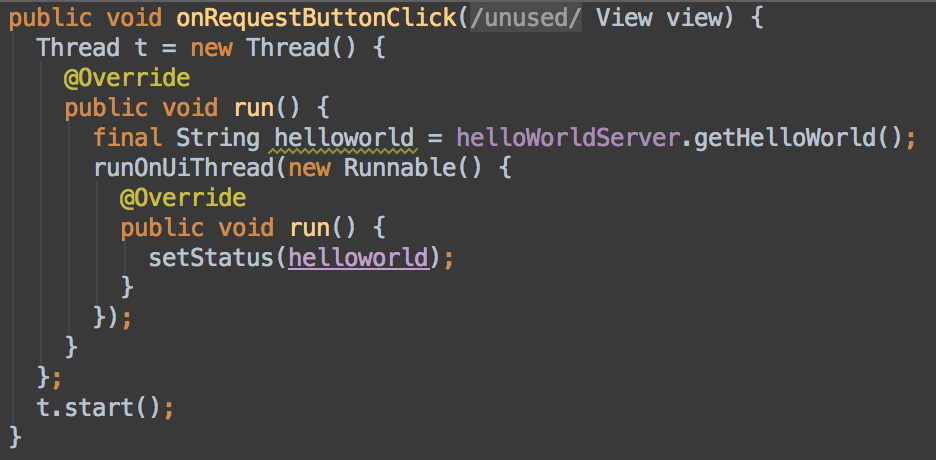 public void onRequestButtonClick(/unused/ View view) {
  Thread t = new Thread() {
    @Override
    public void run() {
      final String helloworld = helloWorldServer.getHelloWorld();
      runOnUiThread(new Runnable() {
        @Override
        public void run() {
          setStatus(helloworld);
        }
      });
    }
  };
  t.start();
}